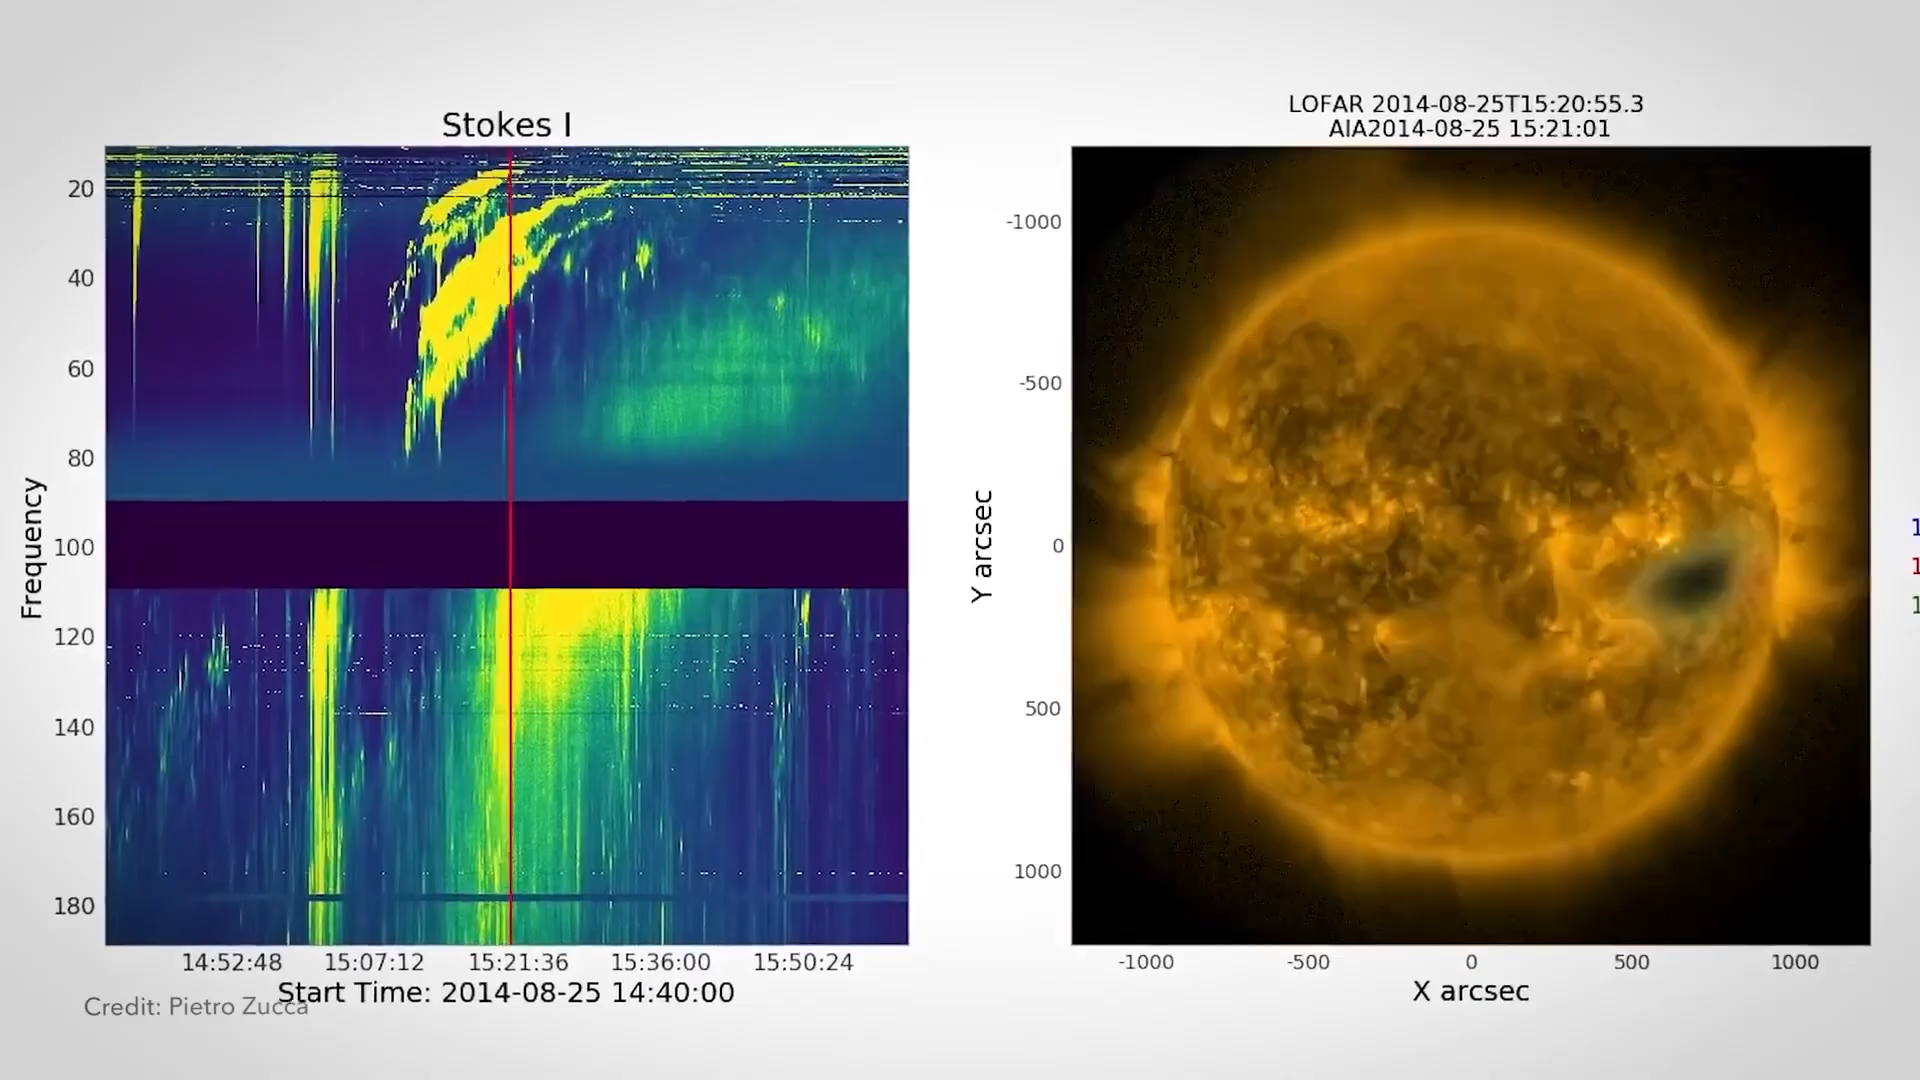 Stokes I
20
40
60
80
100
120
140
160
180
Frequency
14:52:48 15:07:12 15:21:36 15:36:00 15:50:24
Start Time: 2014-08-25 14:40:00
Credit: Pietro Zucca
LOFAR 2014-08-25T15:20:55.3
AIA2014-08-25 15:21:01
-1000
-500
0
500
1000
Y arcsec
-1000 -500 0 500 1000
X arcsec
1
1
1